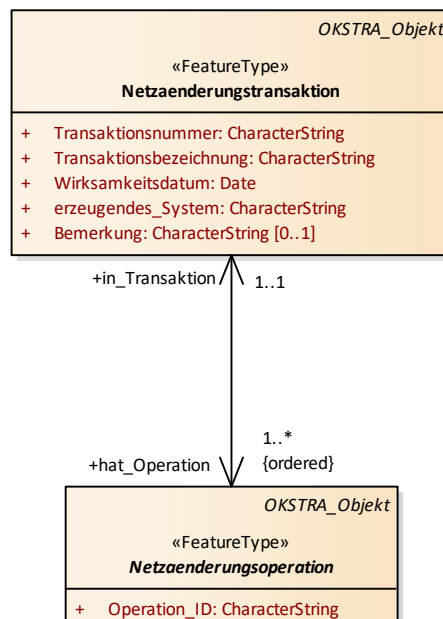 OKSTRA_Objekt
«FeatureType»
Netzaenderungstransaktion
+ Transaktionsnummer: CharacterString
+ Transaktionsbezeichnung: CharacterString
+ Wirksamkeitsdatum: Date
+ erzeugendes_System: CharacterString
+ Bemerkung: CharacterString [0..1]
+in_Transaktion 1..1
1..*
+hat_Operation {ordered}
OKSTRA_Objekt
«FeatureType»
Netzaenderungsoperation
+ Operation_ID: CharacterString